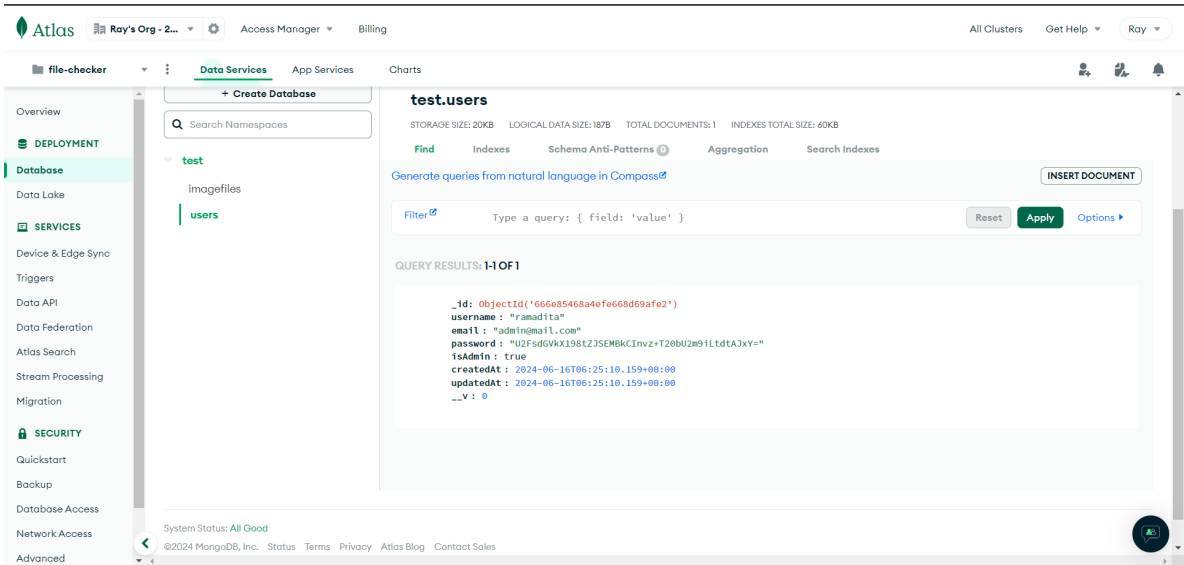 Atlas Ray's Org - 2... Access Manager Billing All Clusters Get Help Ray
file-checker Data Services App Services Charts
Overview
DEPLOYMENT
Database
Data Lake
SERVICES
Device & Edge Sync
Triggers
Data API
Data Federation
Atlas Search
Stream Processing
Migration
SECURITY
Quickstart
Backup
Database Access
Network Access
Advanced
+ Create Database
Search Namespaces
test
imagefiles
users
test.users
STORAGE SIZE: 20KB LOGICAL DATA SIZE: 187B TOTAL DOCUMENTS: 1 INDEXES TOTAL SIZE: 60KB
Find Indexes Schema Anti-Patterns 0 Aggregation Search Indexes
Generate queries from natural language in Compass
INSERT DOCUMENT
Filter Type a query: { field: 'value' } Reset Apply Options
QUERY RESULTS: 1-1 OF 1
_id: ObjectId('666e85468a4efe668d69afe2')
username : "ramadita"
email : "admin@mail.com"
password : "U2FsdGVkX198tZJSEMBkCInvz+T20bU2m9iLtdtAJxY="
isAdmin : true
createdAt : 2024-06-16T06:25:10.159+00:00
updatedAt : 2024-06-16T06:25:10.159+00:00
__v : 0
System Status: All Good
©2024 MongoDB, Inc. Status Terms Privacy Atlas Blog Contact Sales